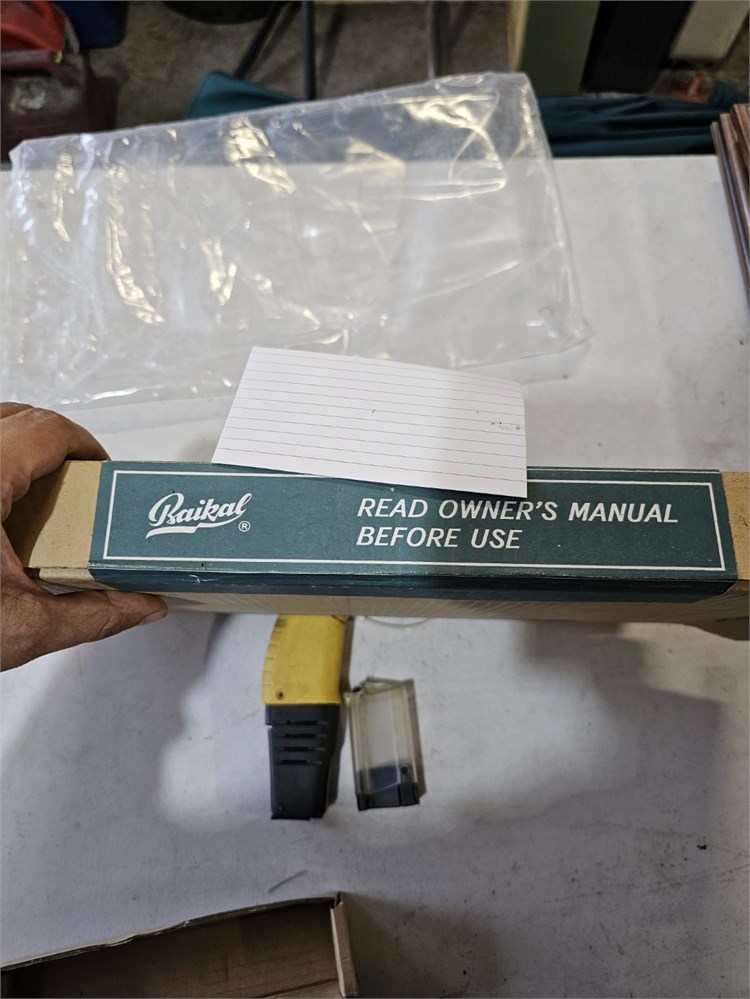 Baikal ®
READ OWNER'S MANUAL
BEFORE USE